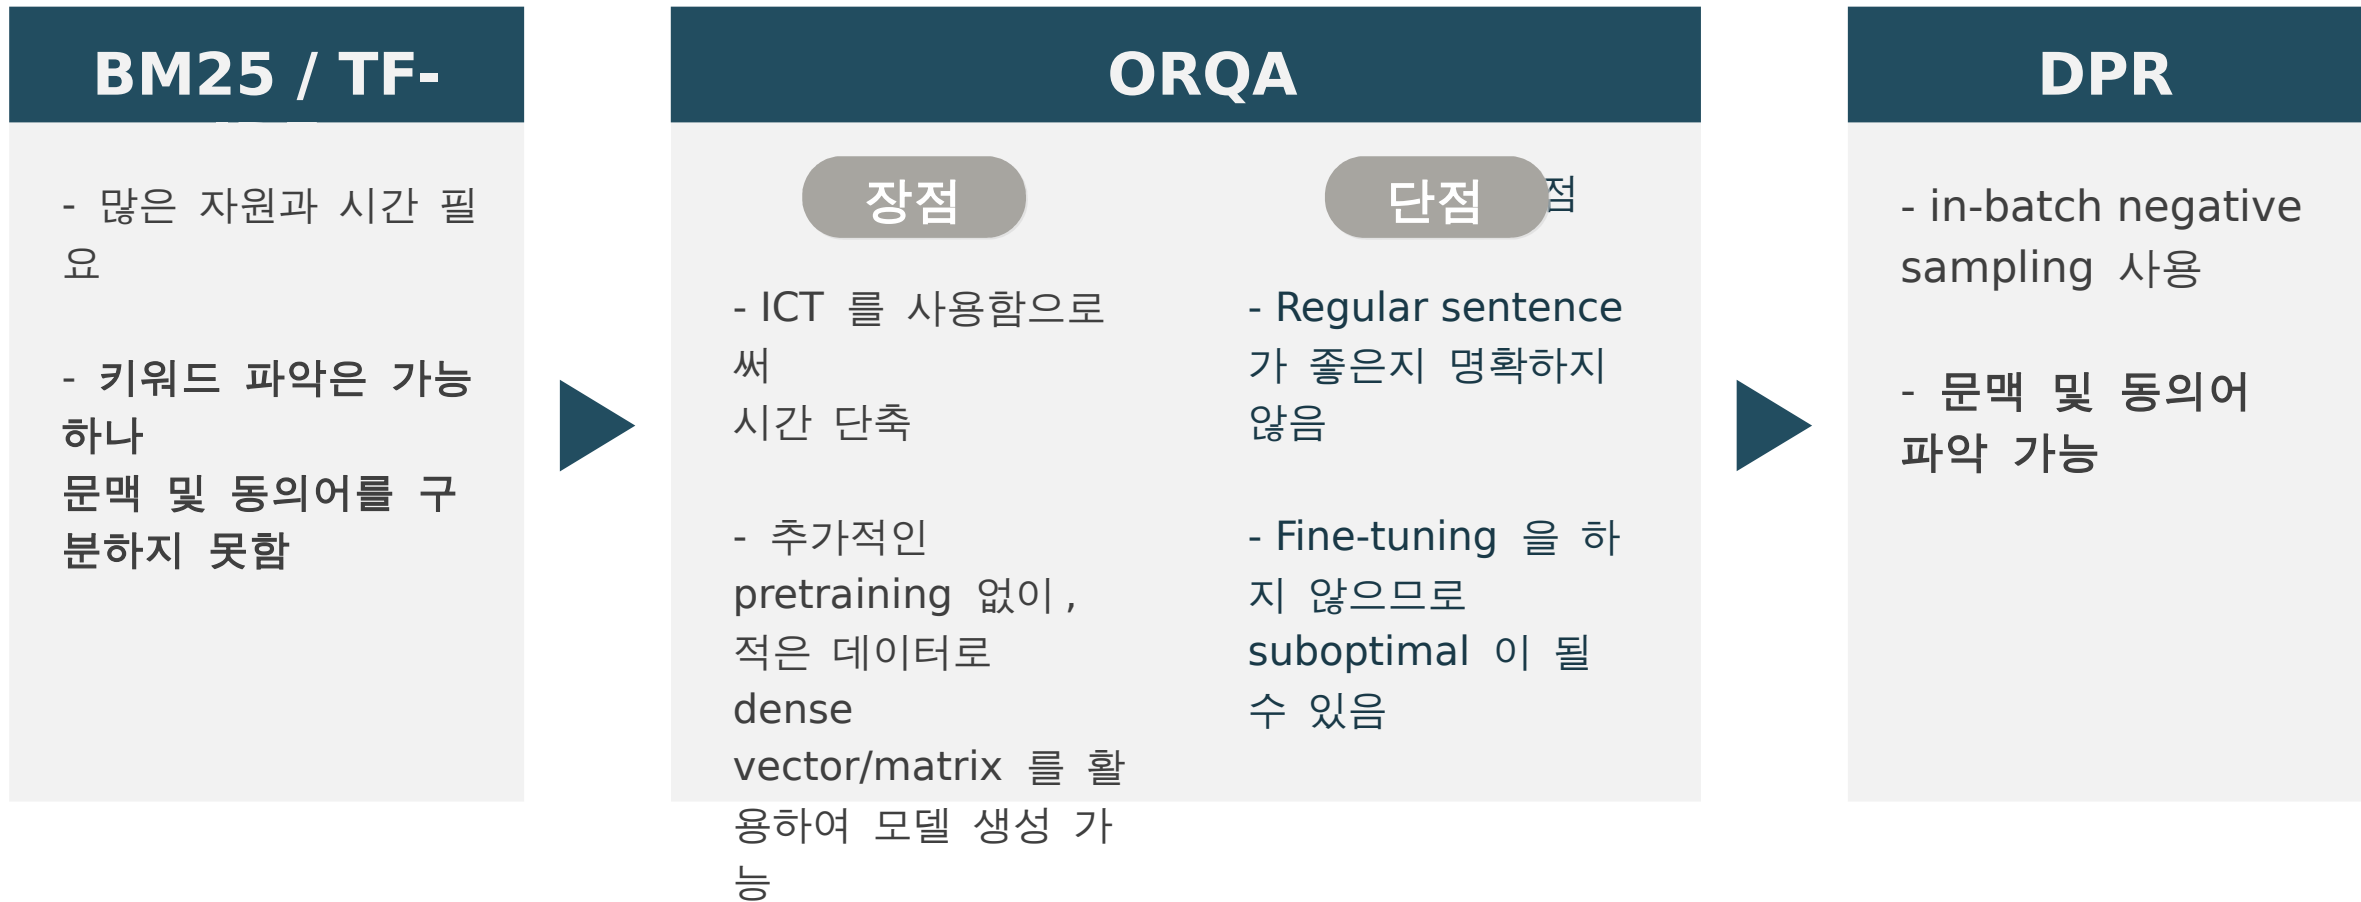 BM25 / TF-
- 많은 자원과 시간 필
요
- 키워드 파악은 가능
하나
문맥 및 동의어를 구
분하지 못함
ORQA
장점
- ICT 를 사용함으로
써
시간 단축
- 추가적인
pretraining 없이 ,
적은 데이터로
dense
vector/matrix 를 활
용하여 모델 생성 가
능
단점
점
- Regular sentence
가 좋은지 명확하지
않음
- Fine-tuning 을 하
지 않으므로
suboptimal 이 될
수 있음
DPR
- in-batch negative
sampling 사용
- 문맥 및 동의어
파악 가능